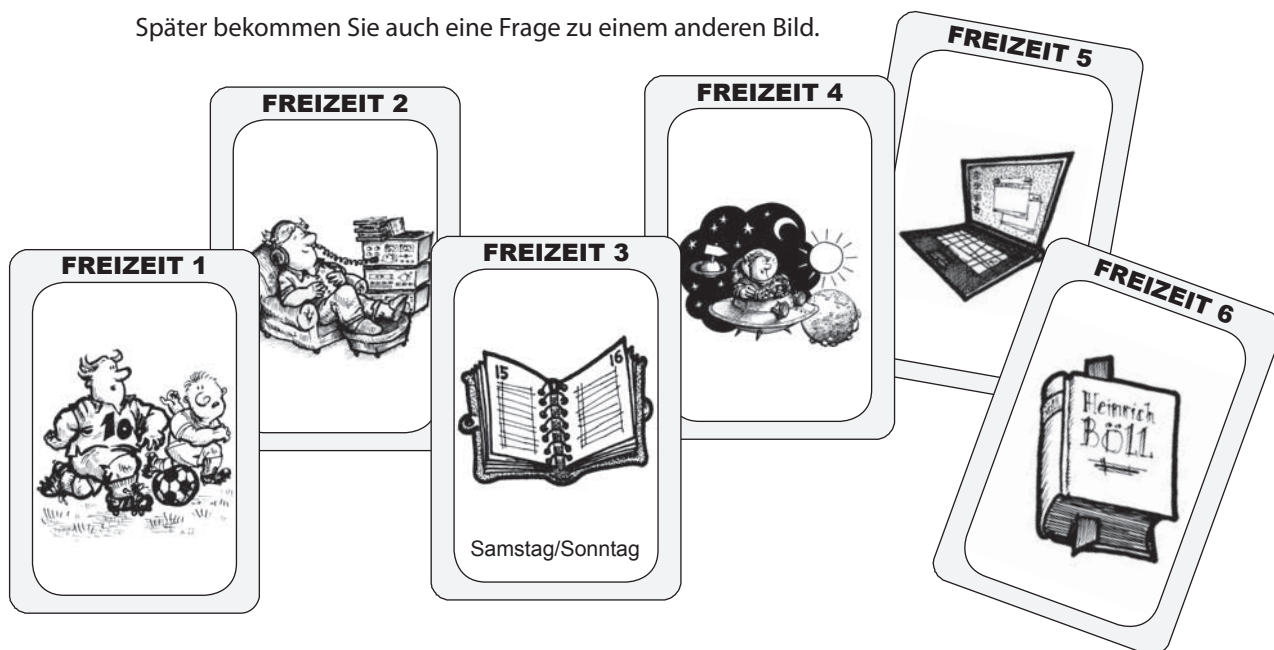 Später bekommen Sie auch eine Frage zu einem anderen Bild.
FREIZEIT 1
10
FREIZEIT 2
FREIZEIT 3
15
16
Samstag/Sonntag
FREIZEIT 4
FREIZEIT 5
FREIZEIT 6
Heinrich
BÖLL